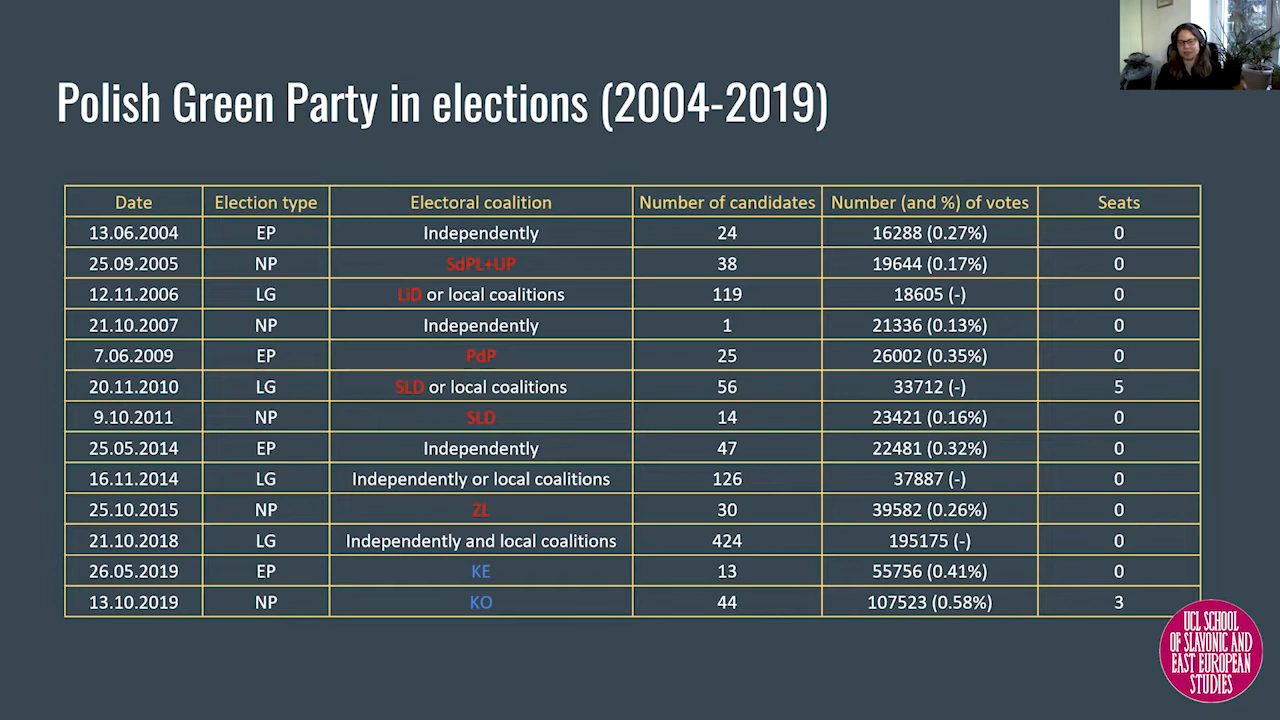 Polish Green Party in elections (2004-2019)
Date Election type Electoral coalition Number of candidates Number (and %) of votes Seats
13.06.2004 EP Independently 24 16288 (0.27%) 0
25.09.2005 NP SdPL+UP 38 19644 (0.17%) 0
12.11.2006 LG LiD or local coalitions 119 18605 (-) 0
21.10.2007 NP Independently 1 21336 (0.13%) 0
7.06.2009 EP PdP 25 26002 (0.35%) 0
20.11.2010 LG SLD or local coalitions 56 33712 (-) 5
9.10.2011 NP SLD 14 23421 (0.16%) 0
25.05.2014 EP Independently 47 22481 (0.32%) 0
16.11.2014 LG Independently or local coalitions 126 37887 (-) 0
25.10.2015 NP ZL 30 39582 (0.26%) 0
21.10.2018 LG Independently and local coalitions 424 195175 (-) 0
26.05.2019 EP KE 13 55756 (0.41%) 0
13.10.2019 NP KO 44 107523 (0.58%) 3
UCL SCHOOL
OF SLAVONIC AND
EAST EUROPEAN
STUDIES